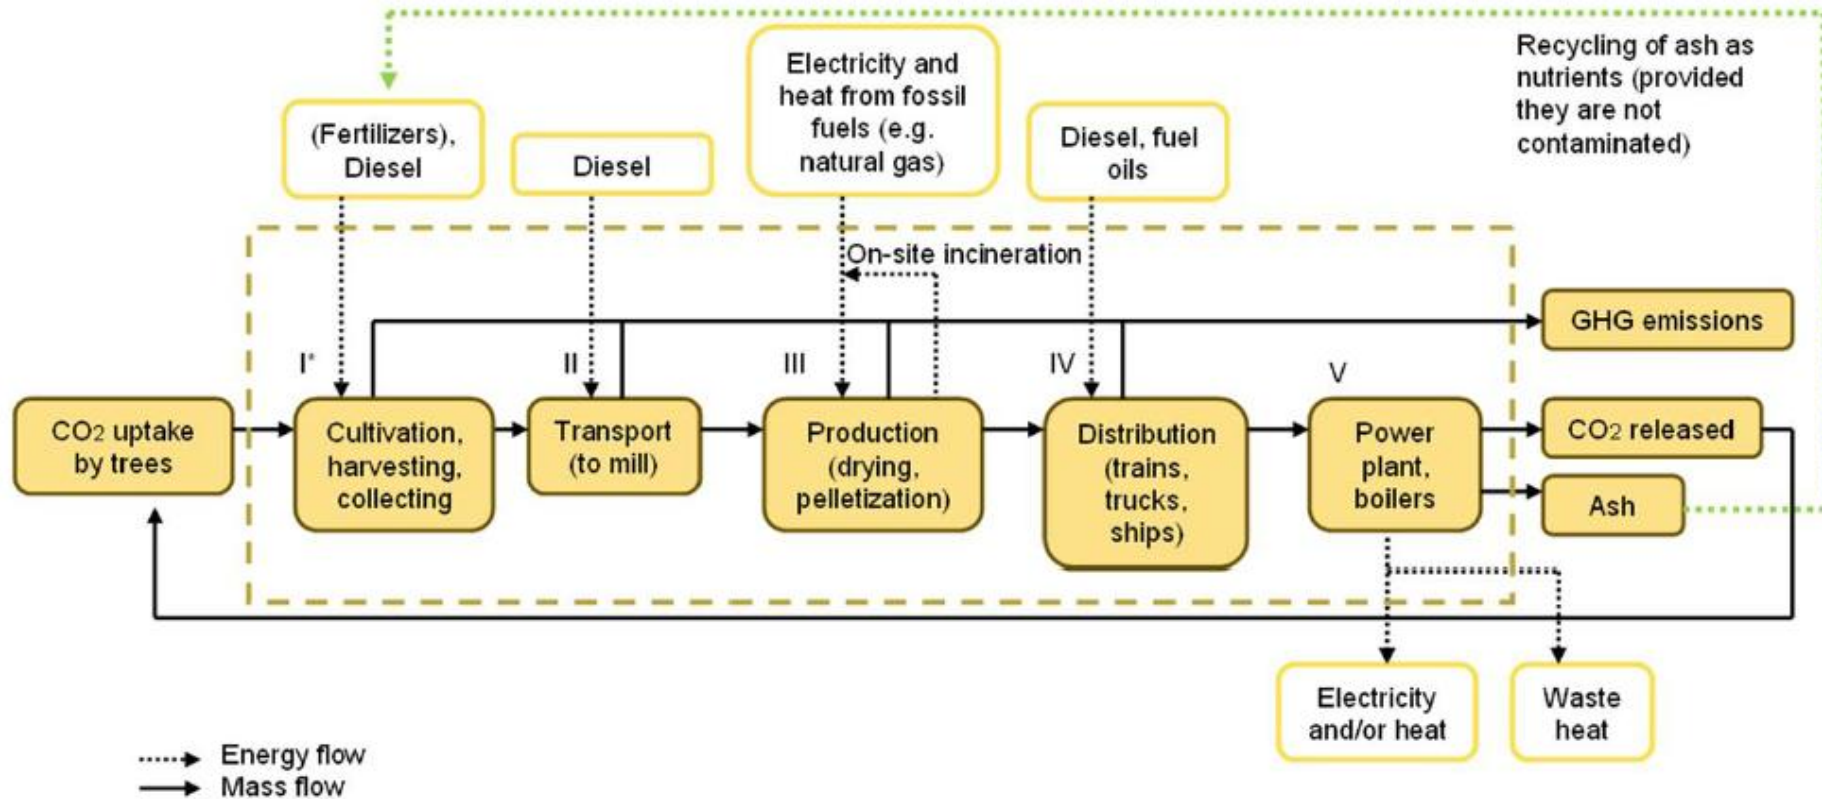 Recycling of ash as
nutrients (provided
they are not
contaminated)
(Fertilizers),
Diesel
Diesel
Electricity and
heat from fossil
fuels (e.g.
natural gas)
Diesel, fuel
oils
On-site incineration
GHG emissions
I*
II
III
IV
V
CO2 uptake
by trees
Cultivation,
harvesting,
collecting
Transport
(to mill)
Production
(drying,
pelletization)
Distribution
(trains,
trucks,
ships)
Power
plant,
boilers
CO2 released
Ash
Electricity
and/or heat
Waste
heat
Energy flow
Mass flow